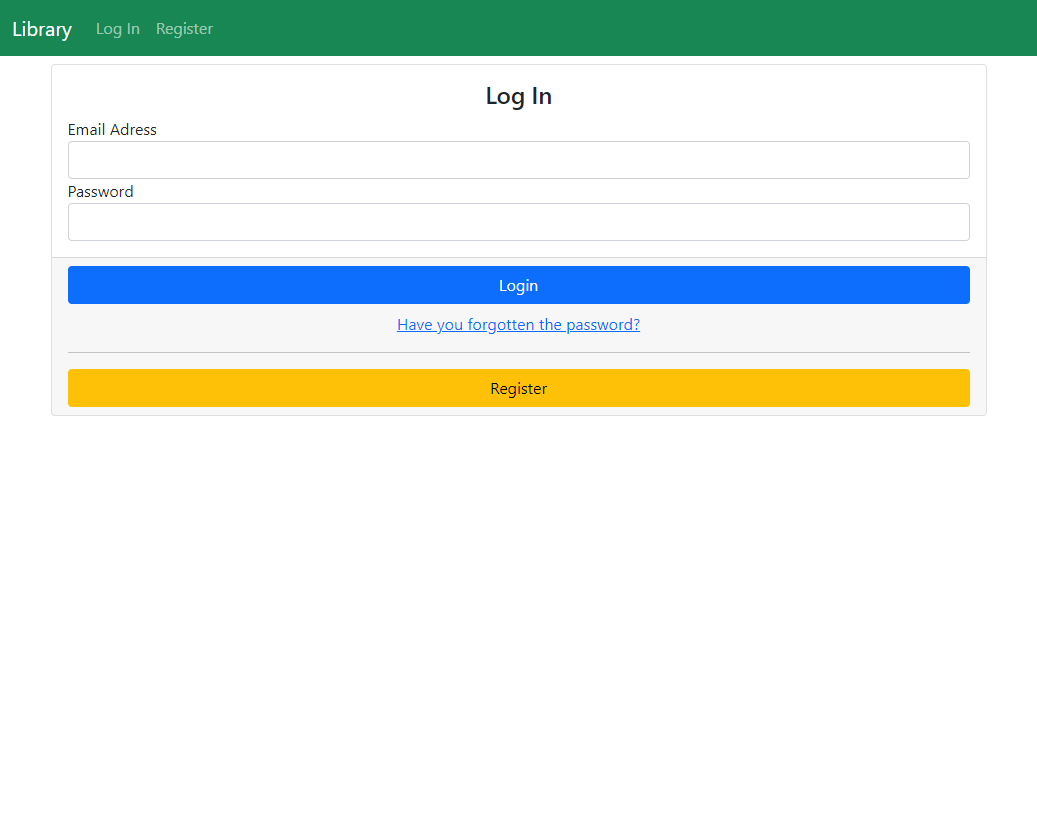 Library Log In Register
Log In
Email Adress
Password
Login
Have you forgotten the password?
Register